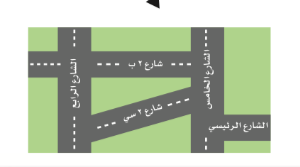 شارع ٢ ب
الشارع الخامس
الشارع الرابع
شارع ٢ سي
الشارع الرئيسي